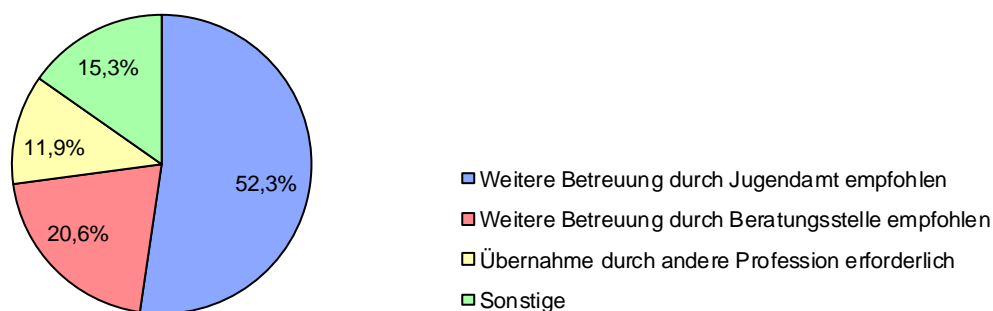 15,3%
11,9%
52,3%
20,6%
Weitere Betreuung durch Jugendamt empfohlen
Weitere Betreuung durch Beratungsstelle empfohlen
Übernahme durch andere Profession erforderlich
Sonstige